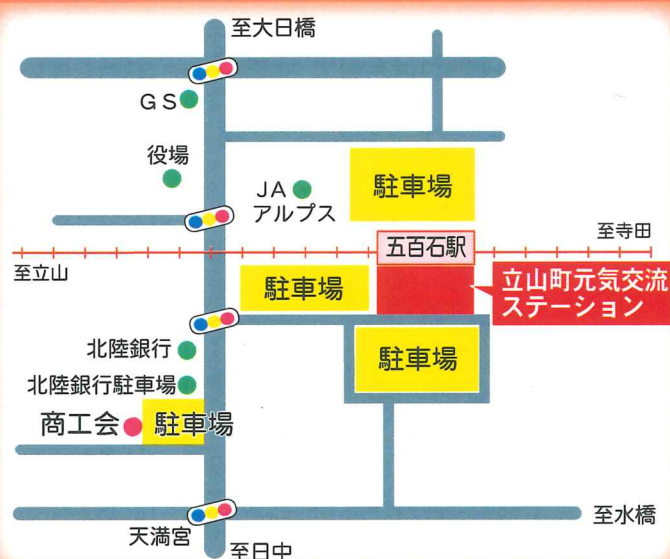 至大日橋
GS
役場
JA
アルプス
駐車場
五百石駅
至寺田
至立山
駐車場
立山町元気交流
ステーション
北陸銀行
駐車場
北陸銀行駐車場
商工会
駐車場
天満宮
至水橋
至日中